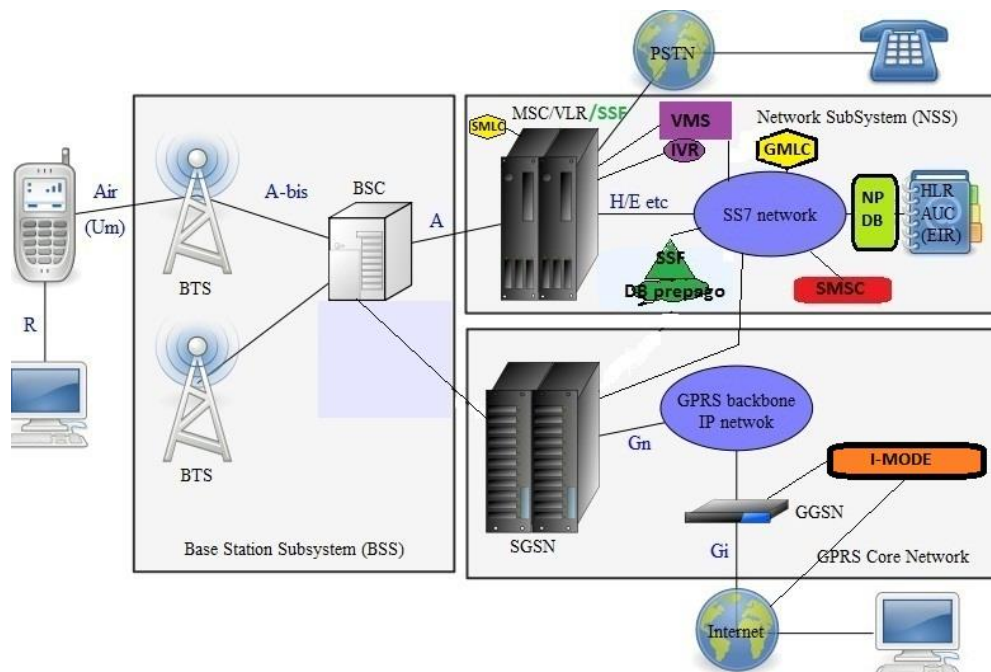 PSTN
MSC/VLR/SSF
SMLC
VMS
IVR
Network SubSystem (NSS)
GMLC
Air
(Um)
A-bis
BSC
A
H/E etc
SS7 network
NP
DB
HLR
AUC
(EIR)
BTS
SSF
DB prepago
SMSC
R
GPRS backbone
IP netwok
Gn
I-MODE
BTS
GGSN
SGSN
Gi
Base Station Subsystem (BSS)
GPRS Core Network
Internet